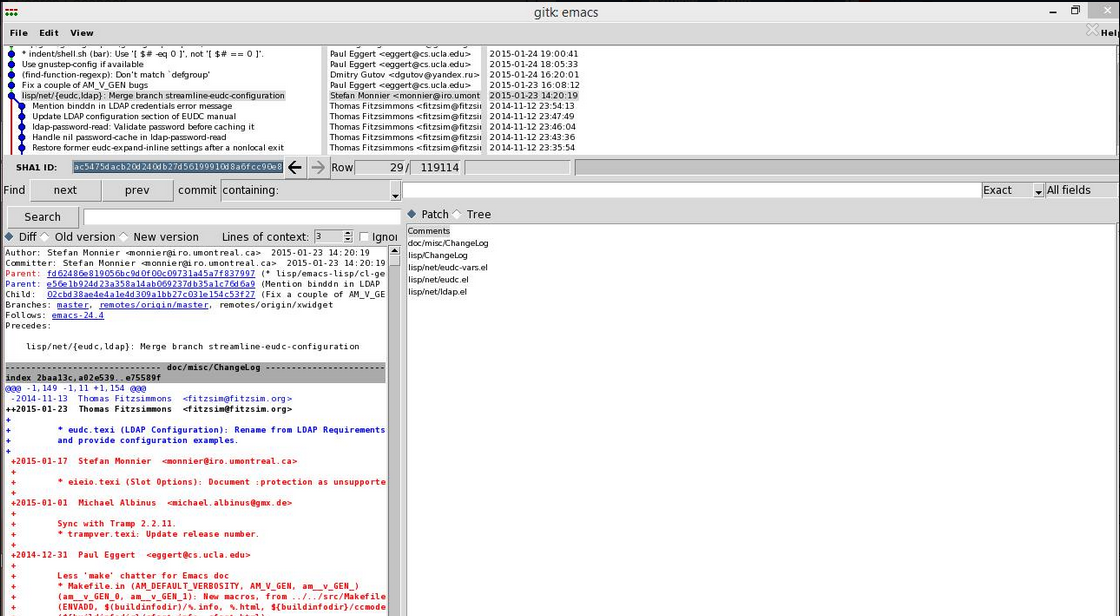 gitk: emacs
File Edit View Help
* indent/shell.sh (bar): Use '[ $# -eq 0 ]', not '[ $# == 0 ]'. Paul Eggert <eggert@cs.ucla.edu> 2015-01-24 19:00:41
Use gnustep-config if available Paul Eggert <eggert@cs.ucla.edu> 2015-01-24 18:05:33
(find-function-regexp): Don't match `defgroup' Dmitry Gutov <dgutov@yandex.ru> 2015-01-24 16:20:01
Fix a couple of AM_V_GEN bugs Paul Eggert <eggert@cs.ucla.edu> 2015-01-23 16:08:12
lisp/net/{eudc,ldap}: Merge branch streamline-eudc-configuration Stefan Monnier <monnier@iro.umont 2015-01-23 14:20:19
Mention binddn in LDAP credentials error message Thomas Fitzsimmons <fitzsim@fitzsi 2014-11-12 23:54:13
Update LDAP configuration section of EUDC manual Thomas Fitzsimmons <fitzsim@fitzsi 2014-11-12 23:47:49
ldap-password-read: Validate password before caching it Thomas Fitzsimmons <fitzsim@fitzsi 2014-11-12 23:46:04
Handle nil password-cache in ldap-password-read Thomas Fitzsimmons <fitzsim@fitzsi 2014-11-12 23:43:36
Restore former eudc-expand-inline settings after a nonlocal exit Thomas Fitzsimmons <fitzsim@fitzsi 2014-11-12 23:35:54
SHA1 ID: ac5475dacb20d240db27d56199910d8a6fcc90e8 Row 29 / 119114
Find next prev commit containing: Exact All fields
Search
Diff Old version New version Lines of context: 3 Ignor
Patch Tree
Comments
doc/misc/ChangeLog
lisp/ChangeLog
lisp/net/eudc-vars.el
lisp/net/eudc.el
lisp/net/ldap.el
Author: Stefan Monnier <monnier@iro.umontreal.ca> 2015-01-23 14:20:19
Committer: Stefan Monnier <monnier@iro.umontreal.ca> 2015-01-23 14:20:19
Parent: fd62486e819056bc9d0f00c09731a45a7f837997 (* lisp/emacs-lisp/cl-ge
Parent: e56e1b924d23a358a14ab069237db35a1c76d6a9 (Mention binddn in LDAP
Child: 02cbd38ae4e4a1e4d309a1bb27c031e154c53f27 (Fix a couple of AM_V_GE
Branches: master, remotes/origin/master, remotes/origin/xwidget
Follows: emacs-24.4
Precedes:
lisp/net/{eudc,ldap}: Merge branch streamline-eudc-configuration
---------------------------- doc/misc/ChangeLog ----------------------
index 2baa13c,a02e539..e75589f
@@@ -1,149 -1,11 +1,154 @@@
-2014-11-13 Thomas Fitzsimmons <fitzsim@fitzsim.org>
++2015-01-23 Thomas Fitzsimmons <fitzsim@fitzsim.org>
+
+ * eudc.texi (LDAP Configuration): Rename from LDAP Requirements
+ and provide configuration examples.
+
+2015-01-17 Stefan Monnier <monnier@iro.umontreal.ca>
+
+ * eieio.texi (Slot Options): Document :protection as unsupporte
+
+2015-01-01 Michael Albinus <michael.albinus@gmx.de>
+
+ Sync with Tramp 2.2.11.
+ * trampver.texi: Update release number.
+
+2014-12-31 Paul Eggert <eggert@cs.ucla.edu>
+
+ Less 'make' chatter for Emacs doc
+ * Makefile.in (AM_DEFAULT_VERBOSITY, AM_V_GEN, am__v_GEN_)
+ (am__v_GEN_0, am__v_GEN_1): New macros, from ../../src/Makefile
+ (ENVADD, $(buildinfodir)/%.info, %.html, ${buildinfodir}/ccmode